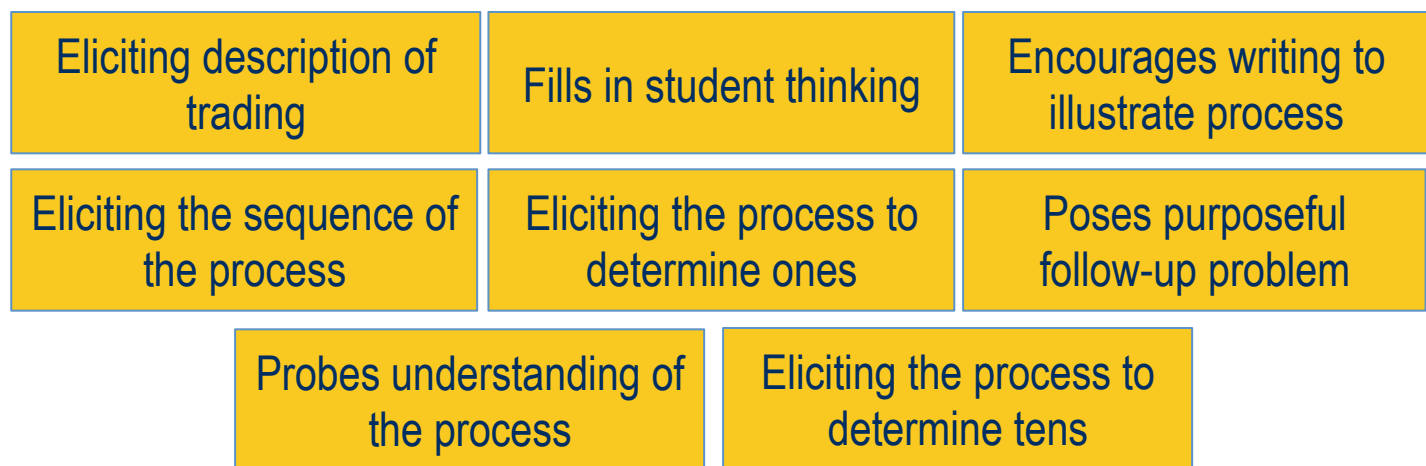 Eliciting description of
trading
Fills in student thinking
Encourages writing to
illustrate process
Eliciting the sequence of
the process
Eliciting the process to
determine ones
Poses purposeful
follow-up problem
Probes understanding of
the process
Eliciting the process to
determine tens